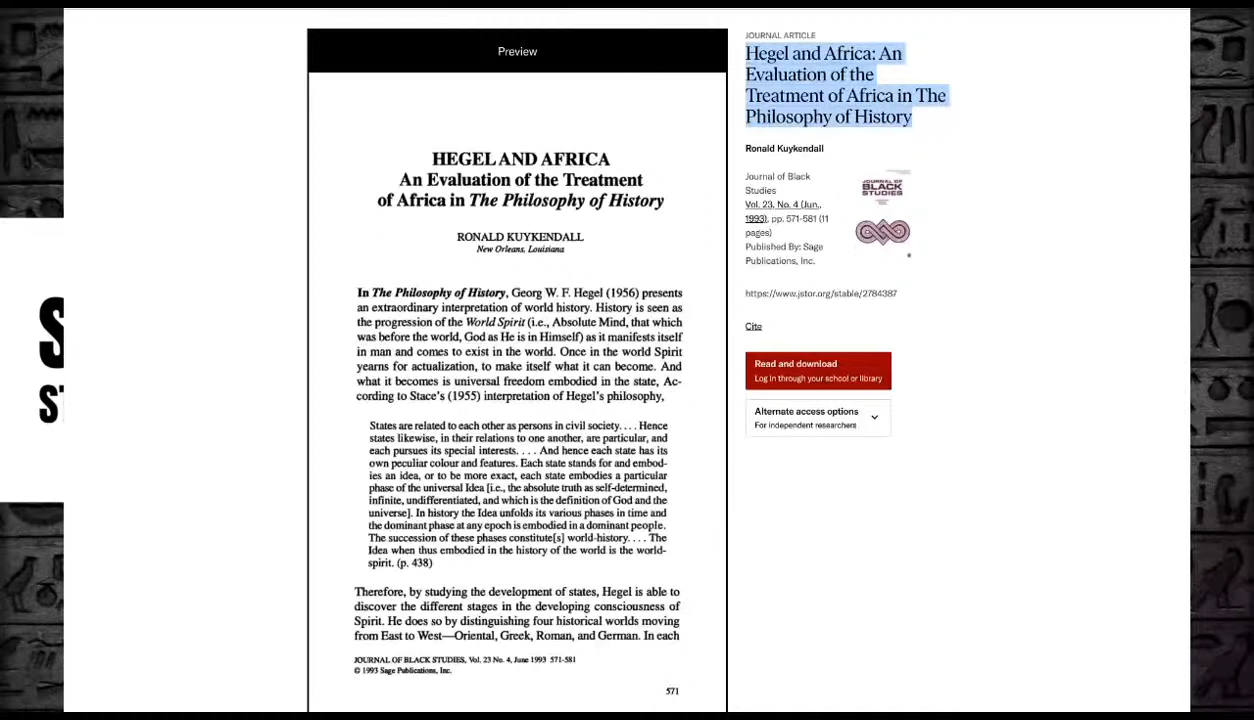 Preview
HEGEL AND AFRICA
An Evaluation of the Treatment
of Africa in The Philosophy of History
RONALD KUYKENDALL
New Orleans, Louisiana
In The Philosophy of History, Georg W. F. Hegel (1956) presents
an extraordinary interpretation of world history. History is seen as
the progression of the World Spirit (i.e., Absolute Mind, that which
was before the world, God as He is in Himself) as it manifests itself
in man and comes to exist in the world. Once in the world Spirit
yearns for actualization, to make itself what it can become. And
what it becomes is universal freedom embodied in the state, Ac-
cording to Stace's (1955) interpretation of Hegel's philosophy,
States are related to each other as persons in civil society. . . . Hence
states likewise, in their relations to one another, are particular, and
each pursues its special interests. . . . And hence each state has its
own peculiar colour and features. Each state stands for and embod-
ies an idea, or to be more exact, each state embodies a particular
phase of the universal Idea [i.e., the absolute truth as self-determined,
infinite, undifferentiated, and which is the definition of God and the
universe]. In history the Idea unfolds its various phases in time and
the dominant phase at any epoch is embodied in a dominant people.
The succession of these phases constitute[s] world-history. . . . The
Idea when thus embodied in the history of the world is the world-
spirit. (p. 438)
Therefore, by studying the development of states, Hegel is able to
discover the different stages in the developing consciousness of
Spirit. He does so by distinguishing four historical worlds moving
from East to West—Oriental, Greek, Roman, and German. In each
JOURNAL OF BLACK STUDIES, Vol. 23 No. 4, June 1993 571-581
© 1993 Sage Publications, Inc.
571
JOURNAL ARTICLE
Hegel and Africa: An
Evaluation of the
Treatment of Africa in The
Philosophy of History
Ronald Kuykendall
Journal of Black
Studies
Vol. 23, No. 4 (Jun.,
1993), pp. 571-581 (11
pages)
Published By: Sage
Publications, Inc.
JOURNAL OF
BLACK
STUDIES
https://www.jstor.org/stable/2784387
Cite
Read and download
Log in through your school or library
Alternate access options
For independent researchers
S